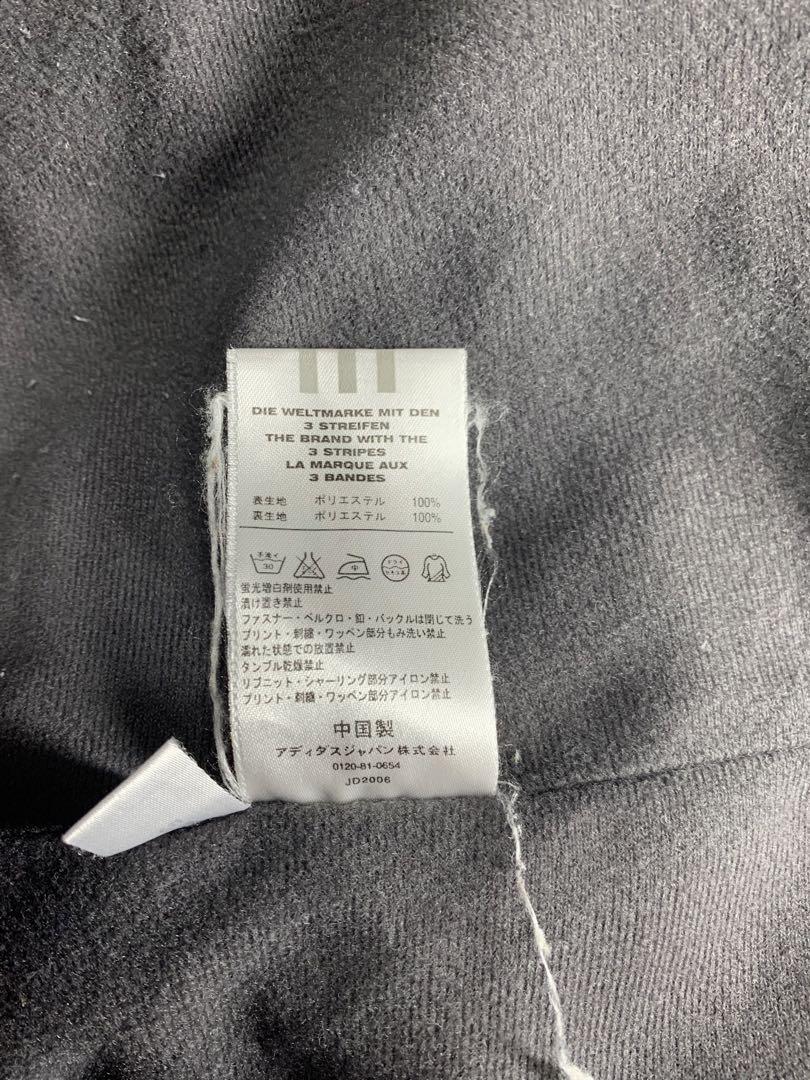 DIE WELTMARKE MIT DEN
3 STREIFEN
THE BRAND WITH THE
3 STRIPES
LA MARQUE AUX
3 BANDES
表生地 ポリエステル 100%
裏生地 ポリエステル 100%
手洗イ 30 中 ドライ
蛍光増白剤使用禁止
漬け置き禁止
ファスナー・ベルクロ・釦・バックルは閉じて洗う
プリント・刺繍・ワッペン部分もみ洗い禁止
濡れた状態での放置禁止
タンブル乾燥禁止
リブニット・シャーリング部分アイロン禁止
プリント・刺繍・ワッペン部分アイロン禁止
中国製
アディダスジャパン株式会社
0120-81-0654
JD2006